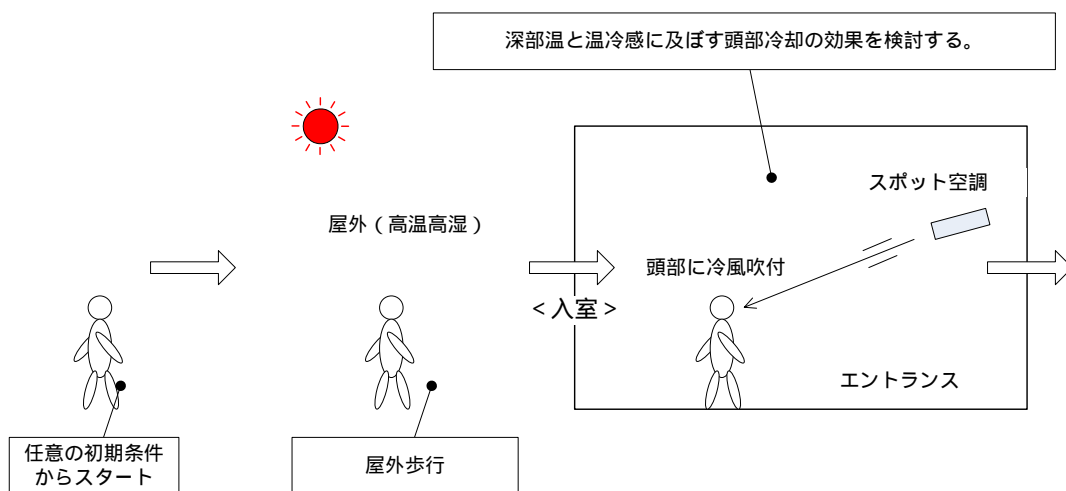 深部温と温冷感に及ぼす頭部冷却の効果を検討する。
スポット空調
屋外（高温高湿）
頭部に冷風吹付
＜入室＞
エントランス
任意の初期条件
からスタート
屋外歩行